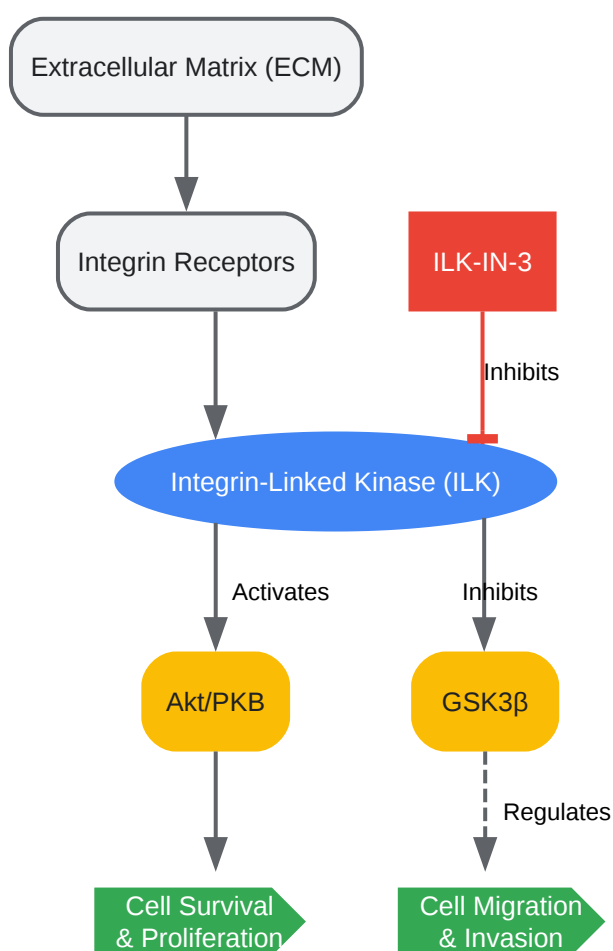 Extracellular Matrix (ECM)
Integrin Receptors
ILK-IN-3
Inhibits
Integrin-Linked Kinase (ILK)
Activates
Inhibits
Akt/PKB
GSK3β
Regulates
Cell Survival
& Proliferation
Cell Migration
& Invasion